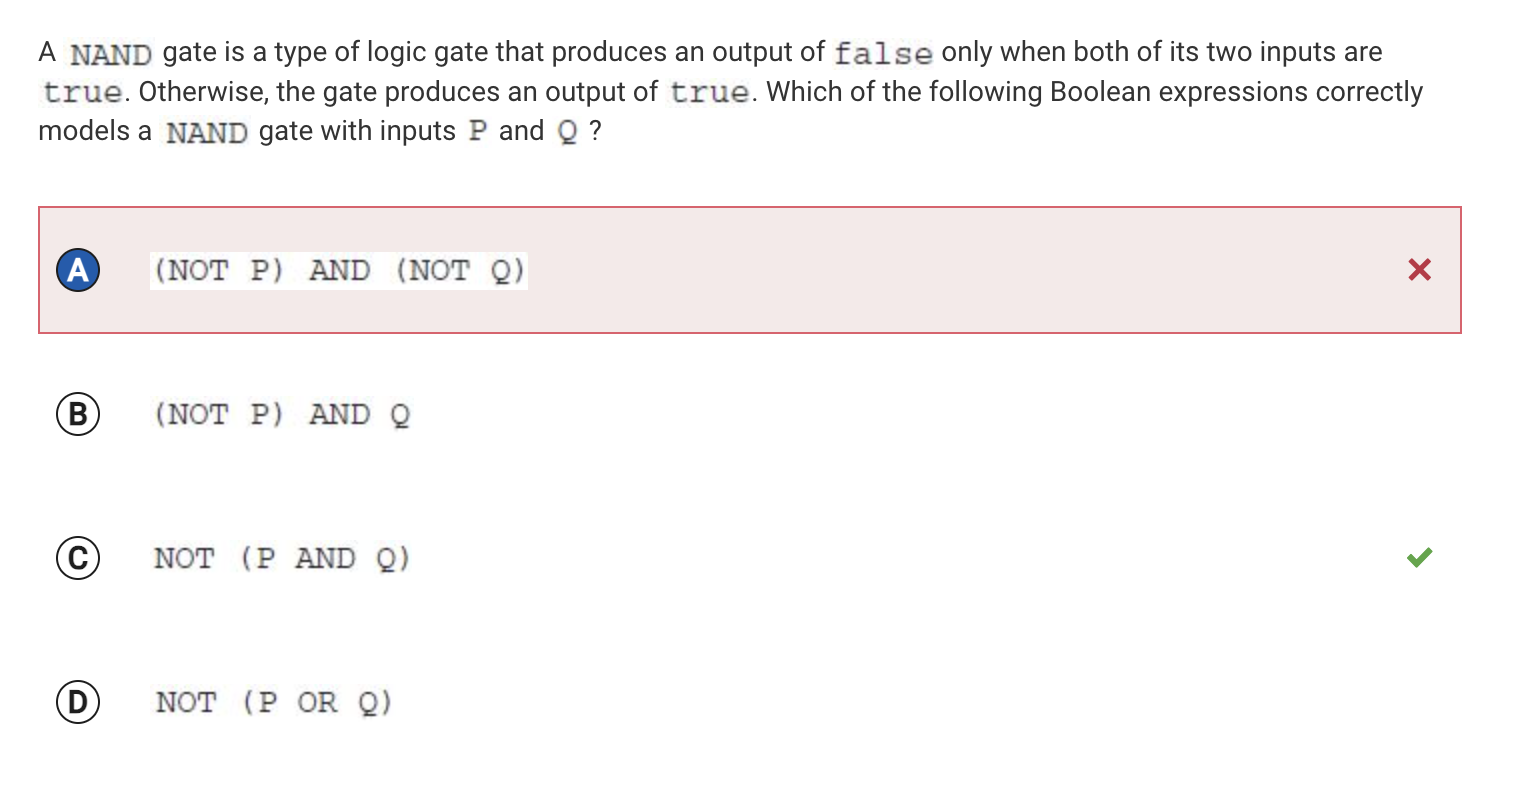 A NAND gate is a type of logic gate that produces an output of false only when both of its two inputs are
true. Otherwise, the gate produces an output of true. Which of the following Boolean expressions correctly
models a NAND gate with inputs P and Q ?
A (NOT P) AND (NOT Q)
B (NOT P) AND Q
C NOT (P AND Q)
D NOT (P OR Q)